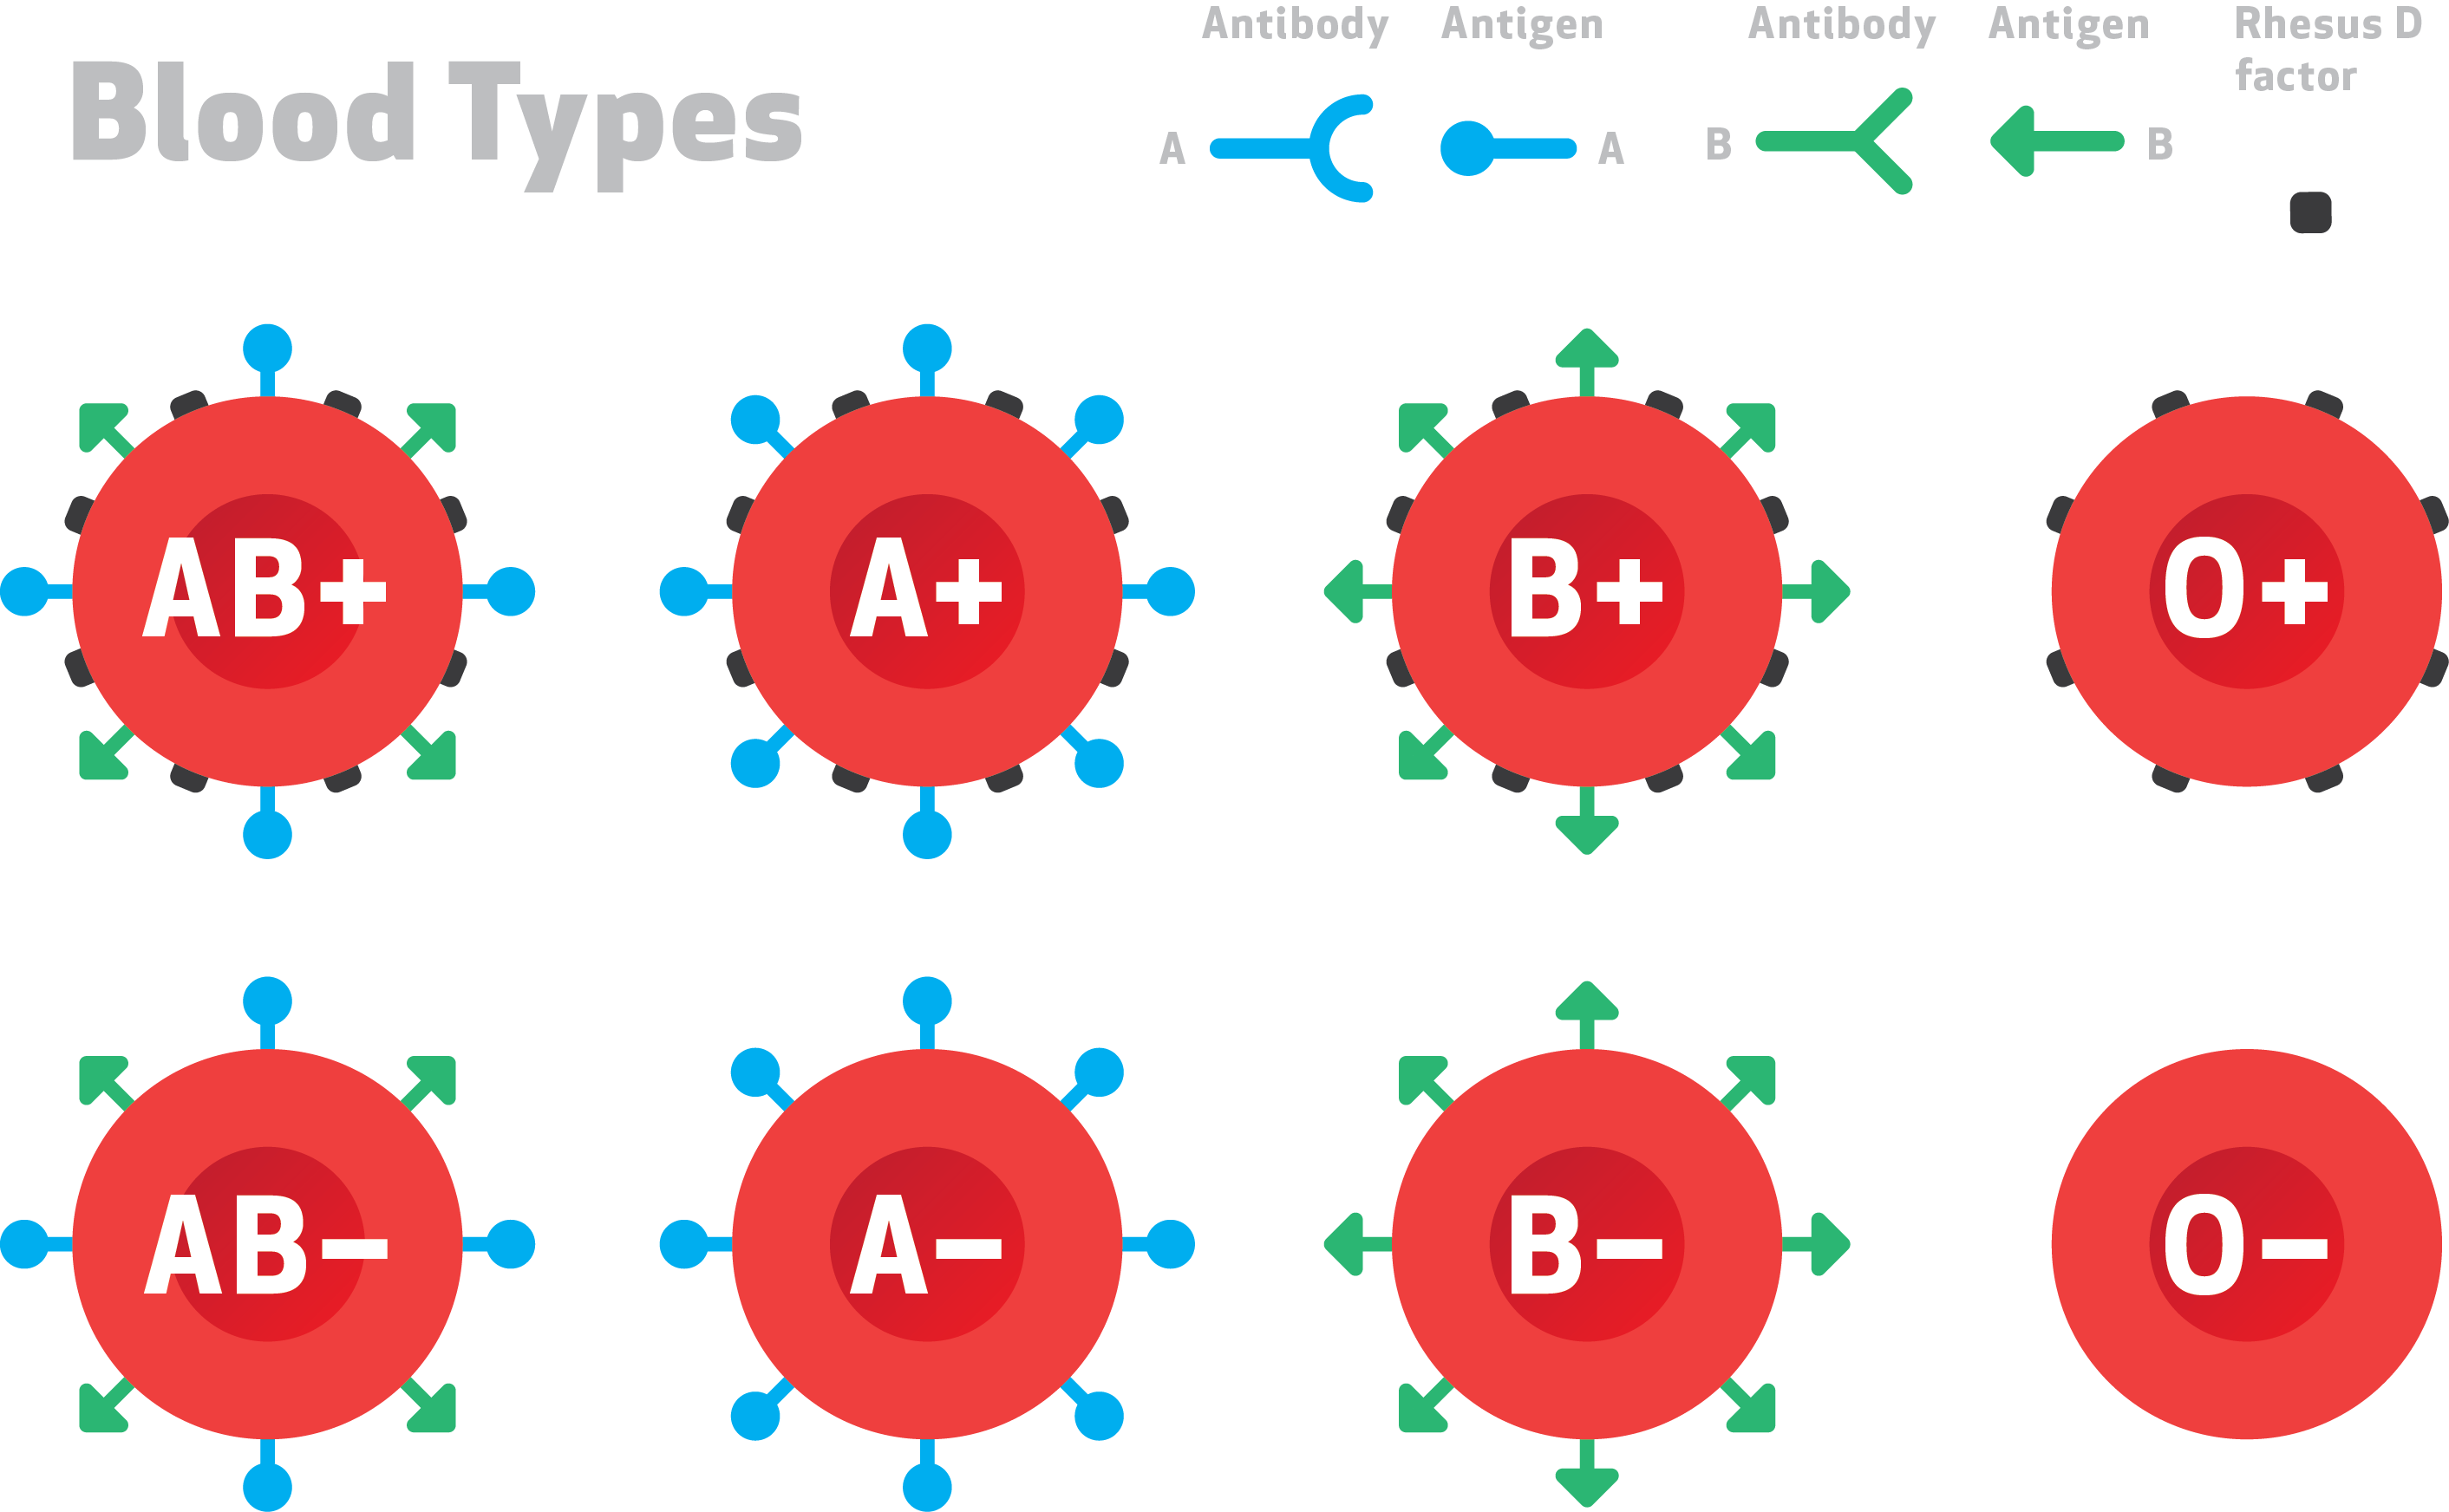 Blood Types
Antibody
Antigen
Antibody
Antigen
Rhesus D
factor
A
A
B
B
AB+
A+
B+
O+
AB−
A−
B−
O−